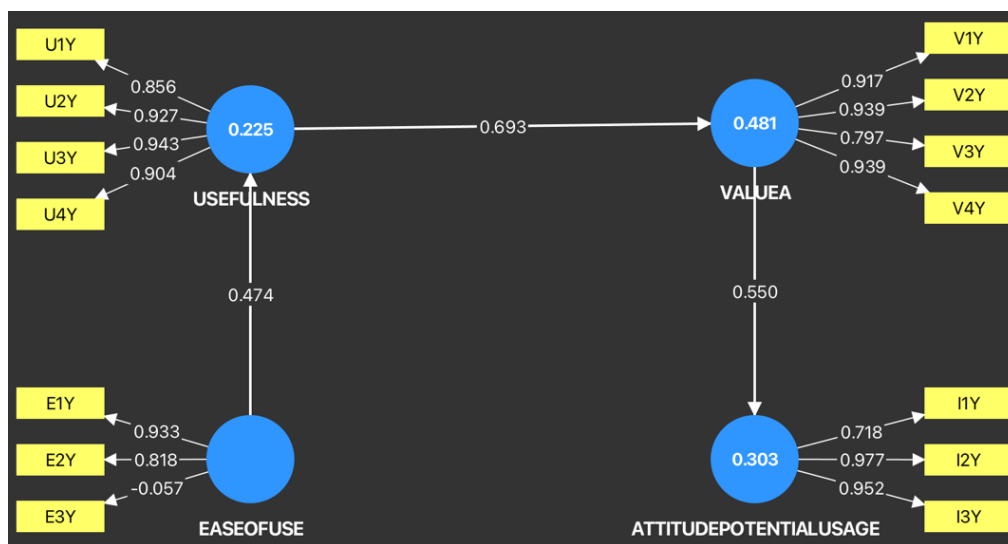 U1Y
U2Y
U3Y
U4Y
0.856
0.927
0.943
0.904
0.225
USEFULNESS
0.693
0.481
VALUEA
0.917
0.939
0.797
0.939
V1Y
V2Y
V3Y
V4Y
0.474
0.550
E1Y
E2Y
E3Y
0.933
0.818
-0.057
EASEOFUSE
0.303
ATTITUDEPOTENTIALUSAGE
0.718
0.977
0.952
I1Y
I2Y
I3Y